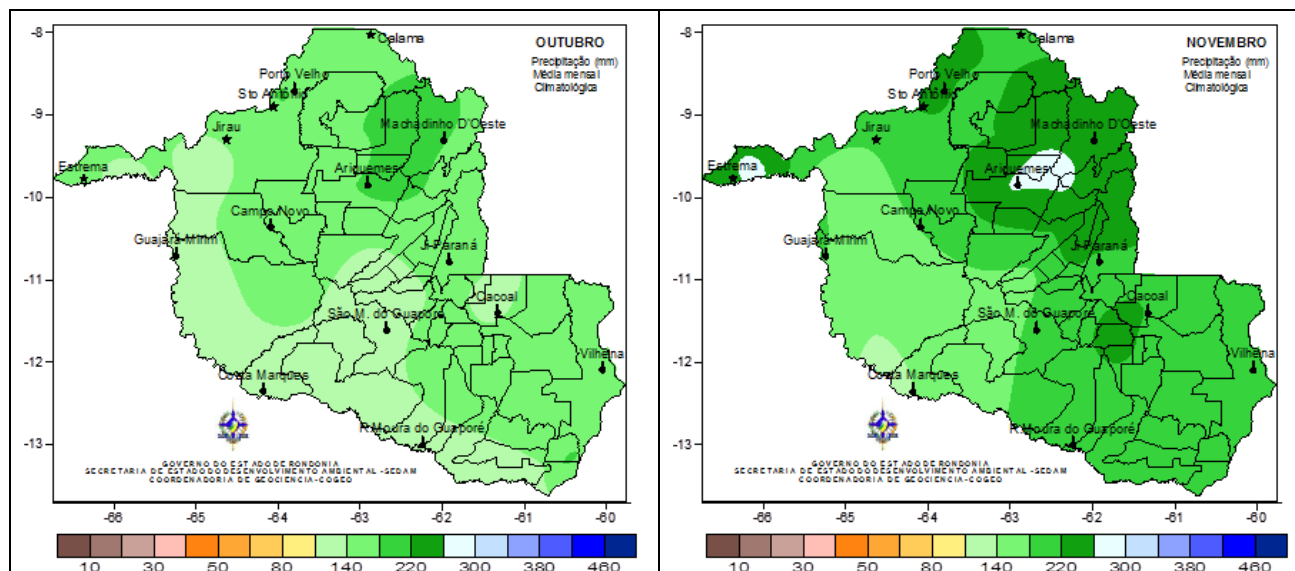 OUTUBRO
Precipitação (mm)
Média mensal
Climatológica
-8
-9
-10
-11
-12
-13
Calama
Porto Velho
Sto Antônio
Jirau
Machadinho D'Oeste
Estrema
Ariquemes
Campo Novo
Guajará-Mirim
Ji-Paraná
Cacoal
São M. do Guaporé
Vilhena
Costa Marques
R.Moura do Guaporé
GOVERNO DO ESTADO DE RONDONIA
SECRETARIA DE ESTADO DO DESENVOLVIMENTO AMBIENTAL -SEDAM
COORDENADORIA DE GEOCIENCIA-COGEO
-66 -65 -64 -63 -62 -61 -60
10 30 50 80 140 220 300 380 460
NOVEMBRO
Precipitação (mm)
Média mensal
Climatológica
-8
-9
-10
-11
-12
-13
Calama
Porto Velho
Sto Antônio
Jirau
Machadinho D'Oeste
Estrema
Ariquemes
Campo Novo
Guajará-Mirim
Ji-Paraná
Cacoal
São M. do Guaporé
Vilhena
Costa Marques
R.Moura do Guaporé
GOVERNO DO ESTADO DE RONDONIA
SECRETARIA DE ESTADO DO DESENVOLVIMENTO AMBIENTAL -SEDAM
COORDENADORIA DE GEOCIENCIA-COGEO
-66 -65 -64 -63 -62 -61 -60
10 30 50 80 140 220 300 380 460